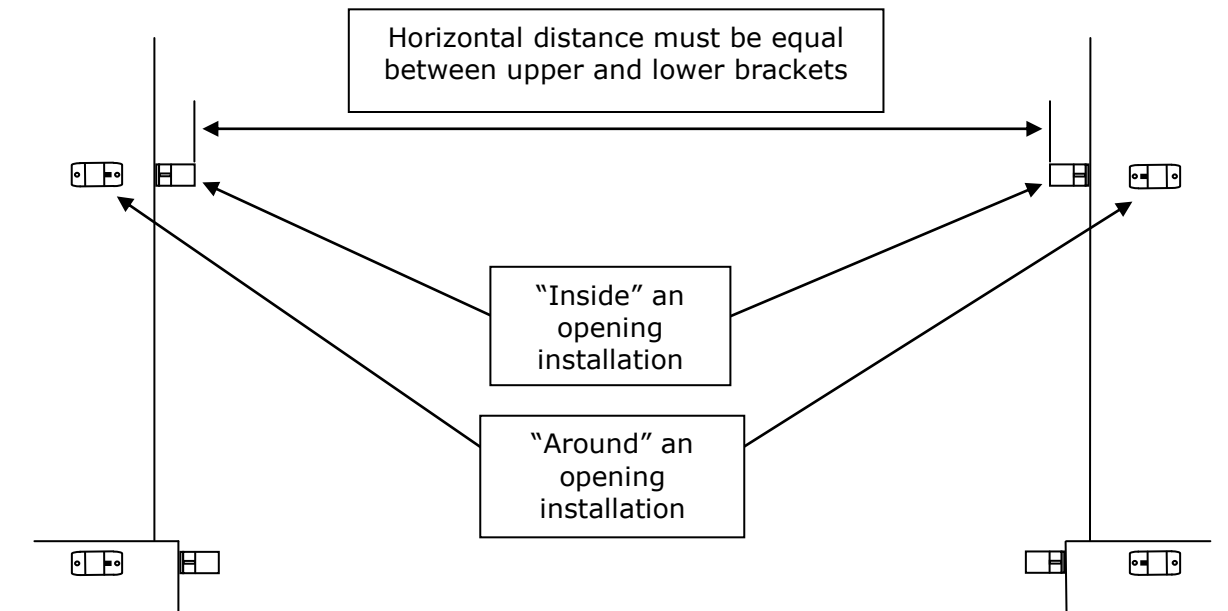 Horizontal distance must be equal
between upper and lower brackets
“Inside” an
opening
installation
“Around” an
opening
installation